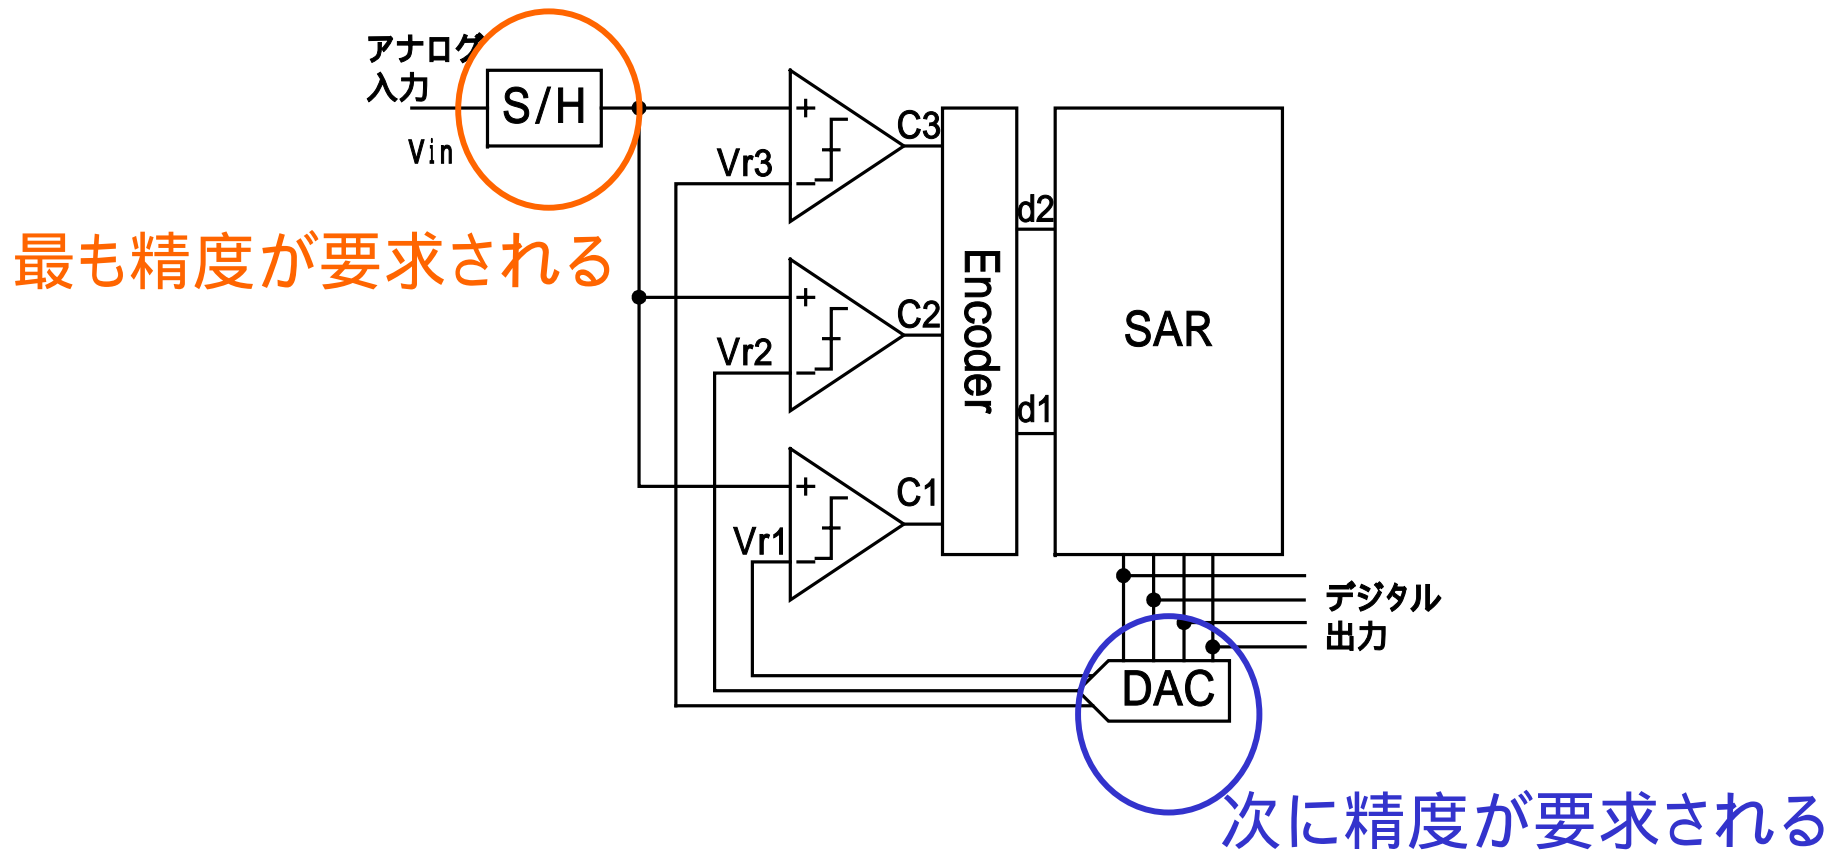 アナログ
入力
Vin
S/H
最も精度が要求される
+
Vr3
−
C3
+
Vr2
−
C2
+
Vr1
−
C1
Encoder
d2
d1
SAR
デジタル
出力
DAC
次に精度が要求される